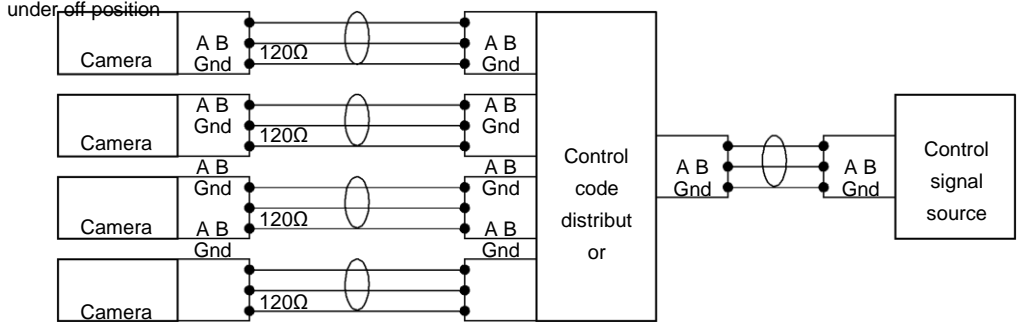 under off position
Camera
A B
Gnd
120Ω
A B
Gnd
Camera
A B
Gnd
120Ω
A B
Gnd
Camera
A B
Gnd
120Ω
A B
Gnd
Camera
A B
Gnd
120Ω
A B
Gnd
Control
code
distribut
or
A B
Gnd
A B
Gnd
Control
signal
source